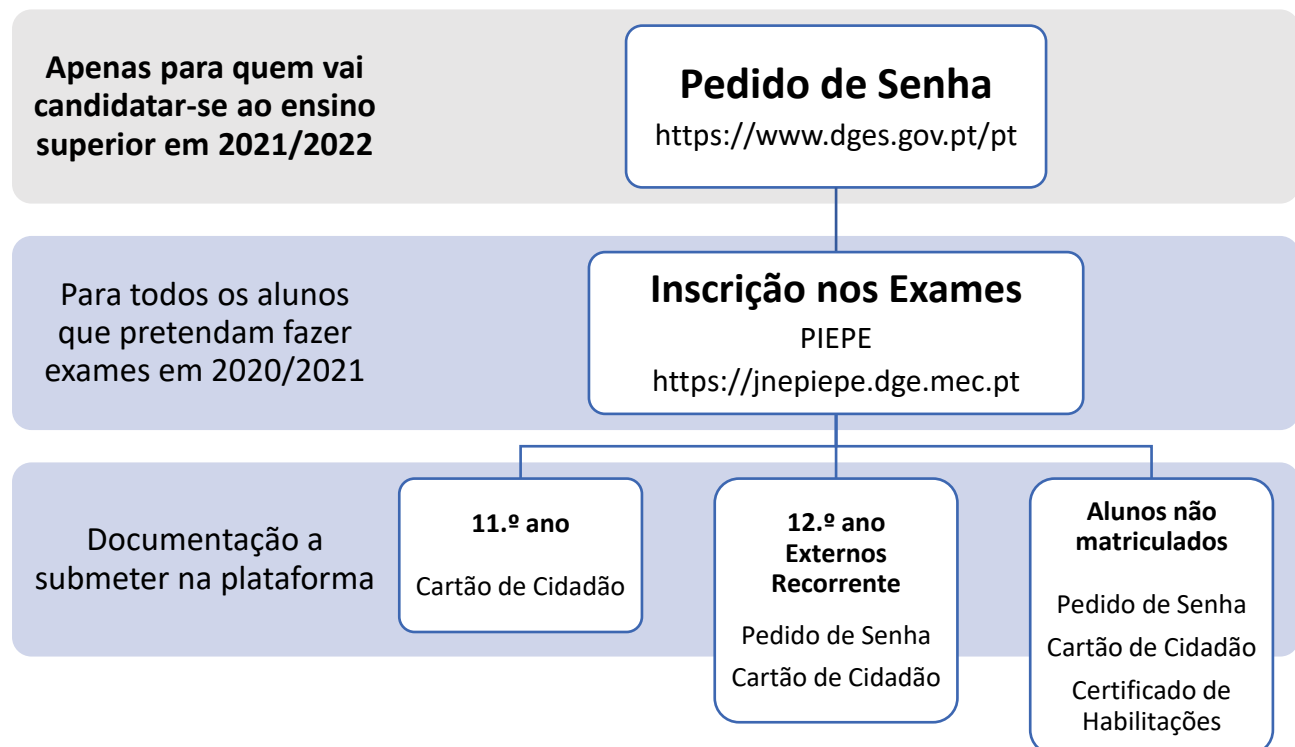 Apenas para quem vai
candidatar-se ao ensino
superior em 2021/2022
Pedido de Senha
https://www.dges.gov.pt/pt
Para todos os alunos
que pretendam fazer
exames em 2020/2021
Inscrição nos Exames
PIEPE
https://jnepiepe.dge.mec.pt
Documentação a
submeter na plataforma
11.º ano
Cartão de Cidadão
12.º ano
Externos
Recorrente
Pedido de Senha
Cartão de Cidadão
Alunos não
matriculados
Pedido de Senha
Cartão de Cidadão
Certificado de
Habilitações